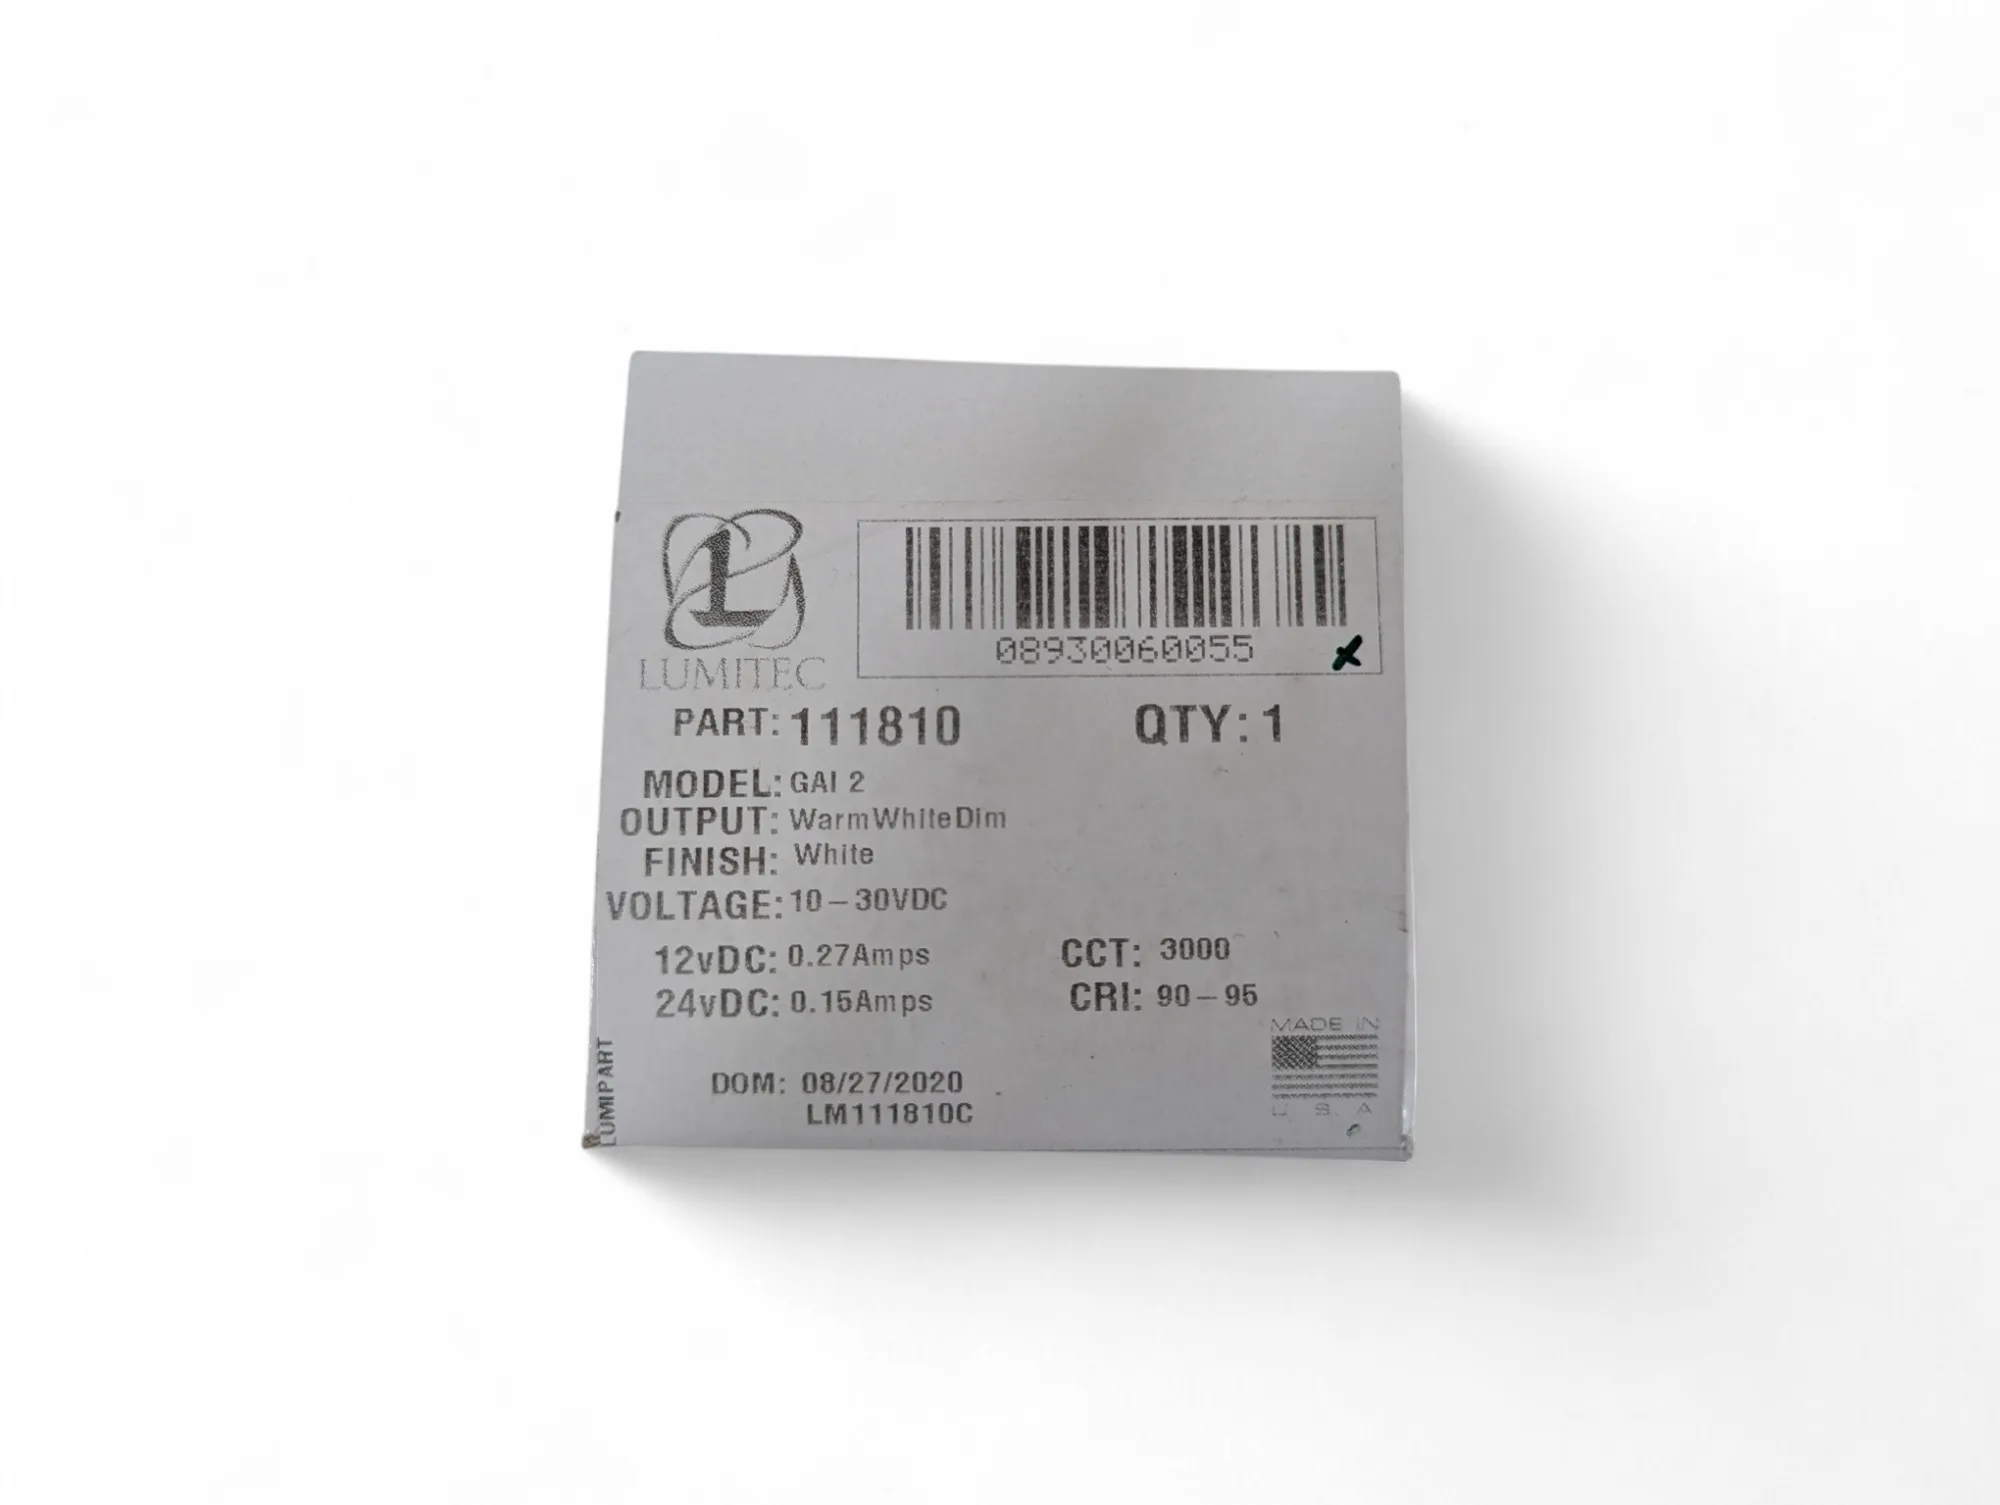 LUMITEC
08930060055
PART: 111810
QTY: 1
MODEL: GAI 2
OUTPUT: WarmWhiteDim
FINISH: White
VOLTAGE: 10-30VDC
12vDC: 0.27Amps
CCT: 3000
24vDC: 0.15Amps
CRI: 90-95
MADE IN
U. S. A
DOM: 08/27/2020
LM111810C
LUMIPART